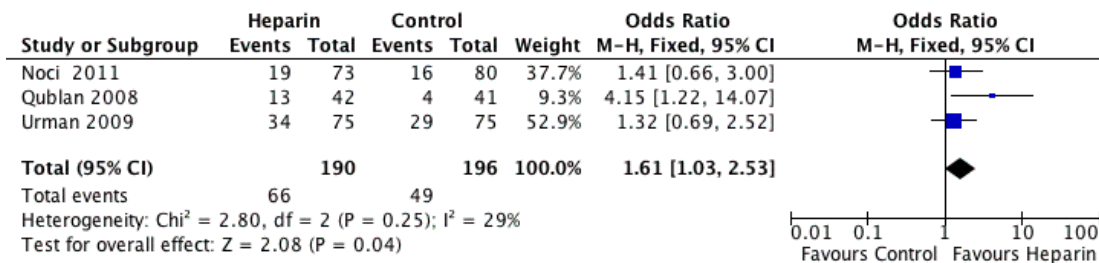 Heparin Control Odds Ratio Odds Ratio
Study or Subgroup Events Total Events Total Weight M-H, Fixed, 95% CI M-H, Fixed, 95% CI
Noci 2011 19 73 16 80 37.7% 1.41 [0.66, 3.00]
Qublan 2008 13 42 4 41 9.3% 4.15 [1.22, 14.07]
Urman 2009 34 75 29 75 52.9% 1.32 [0.69, 2.52]
Total (95% CI) 190 196 100.0% 1.61 [1.03, 2.53]
Total events 66 49
Heterogeneity: Chi² = 2.80, df = 2 (P = 0.25); I² = 29%
Test for overall effect: Z = 2.08 (P = 0.04)
0.01 0.1 1 10 100
Favours Control Favours Heparin